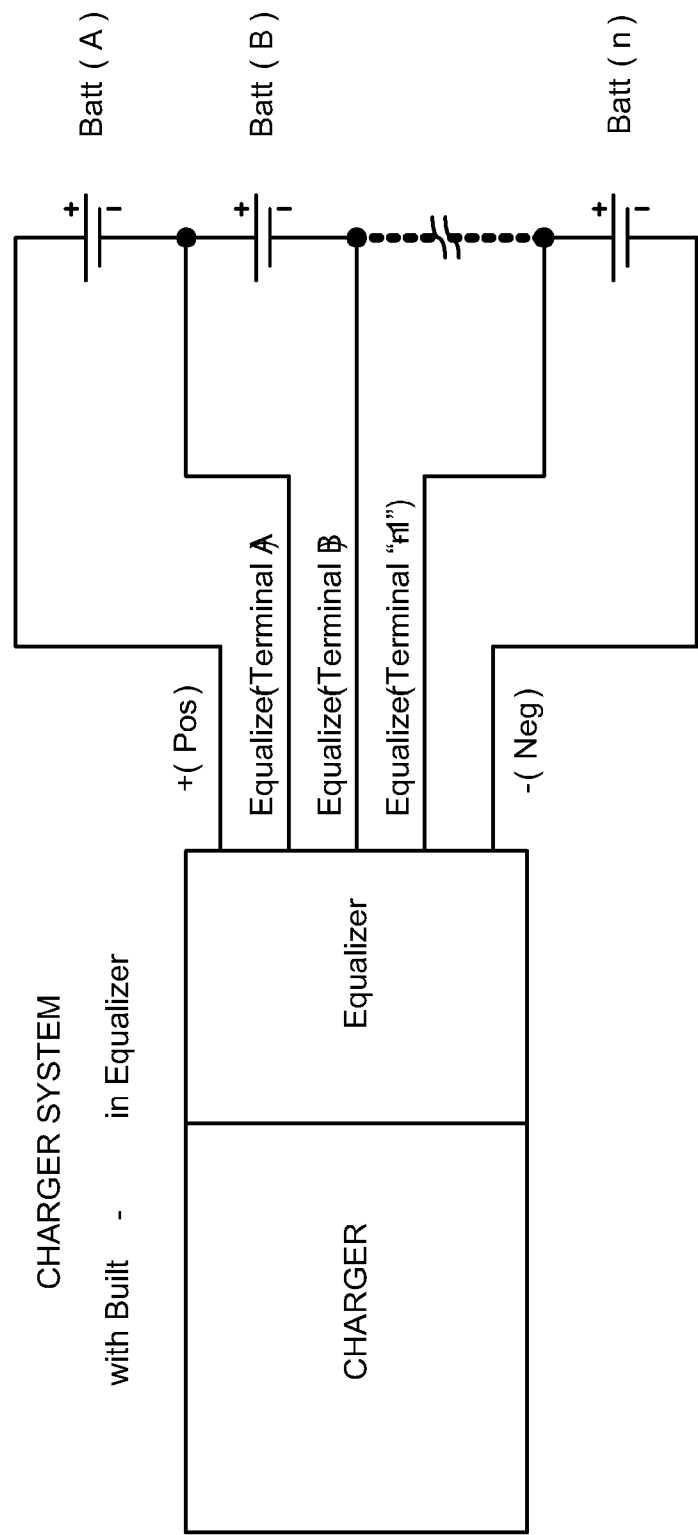 CHARGER SYSTEM
with Built - in Equalizer
CHARGER
Equalizer
+( Pos )
Equalize(Terminal A)
Equalize(Terminal B)
Equalize(Terminal “n-1”)
-( Neg )
+
-
Batt ( A )
+
-
Batt ( B )
+
-
Batt ( n )